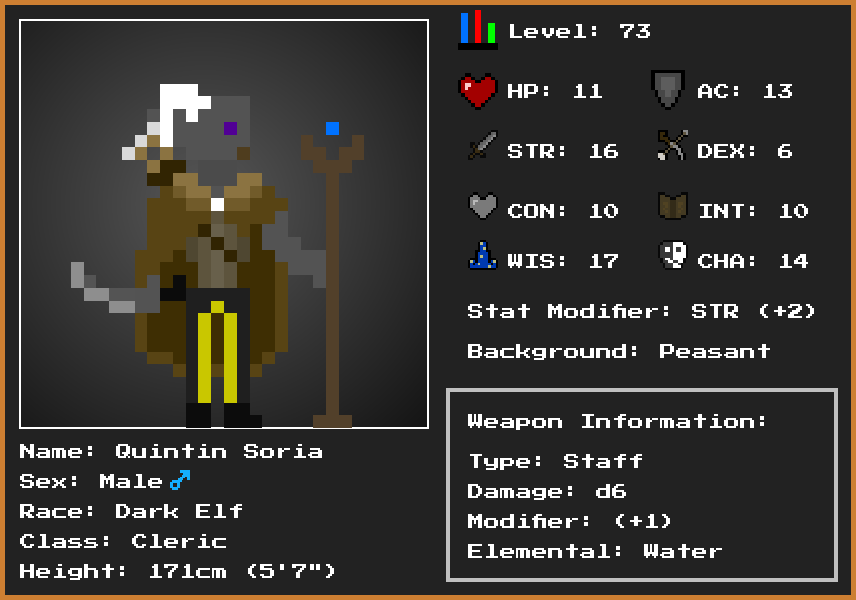 Level: 73
HP: 11 AC: 13
STR: 16 DEX: 6
CON: 10 INT: 10
WIS: 17 CHA: 14
Stat Modifier: STR (+2)
Background: Peasant
Weapon Information:
Type: Staff
Damage: d6
Modifier: (+1)
Elemental: Water
Name: Quintin Soria
Sex: Male♂
Race: Dark Elf
Class: Cleric
Height: 171cm (5'7")